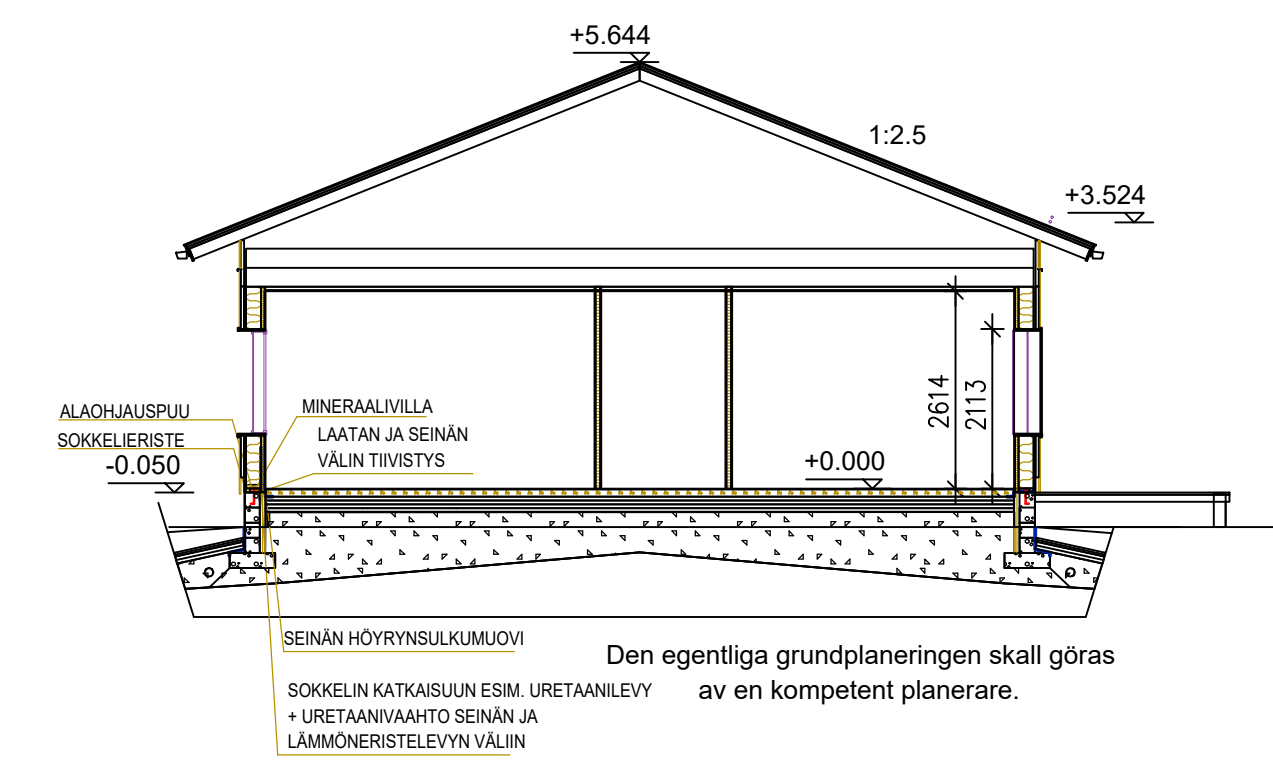 +5.644
1:2.5
+3.524
2614
2113
ALAOHJAUSPUU
SOKKELIERISTE
-0.050
MINERAALIVILLA
LAATAN JA SEINÄN
VÄLIN TIIVISTYS
+0.000
SEINÄN HÖYRYNSULKUMUOVI
SOKKELIN KATKAISUUN ESIM. URETAANILEVY
+ URETAANIVAAHTO SEINÄN JA
LÄMMÖNERISTELEVYN VÄLIIN
Den egentliga grundplaneringen skall göras
av en kompetent planerare.